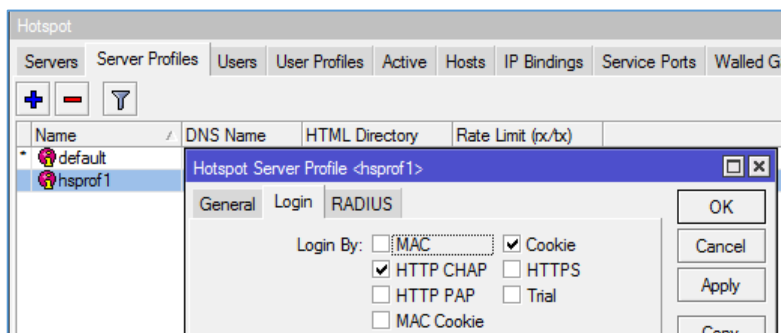 Hotspot
Servers Server Profiles Users User Profiles Active Hosts IP Bindings Service Ports Walled G
Name DNS Name HTML Directory Rate Limit (rx/tx)
* default
hsprof1
Hotspot Server Profile <hsprof1>
General Login RADIUS
OK
Login By: MAC Cookie
Cancel
HTTP CHAP HTTPS
Apply
HTTP PAP Trial
MAC Cookie
Copy